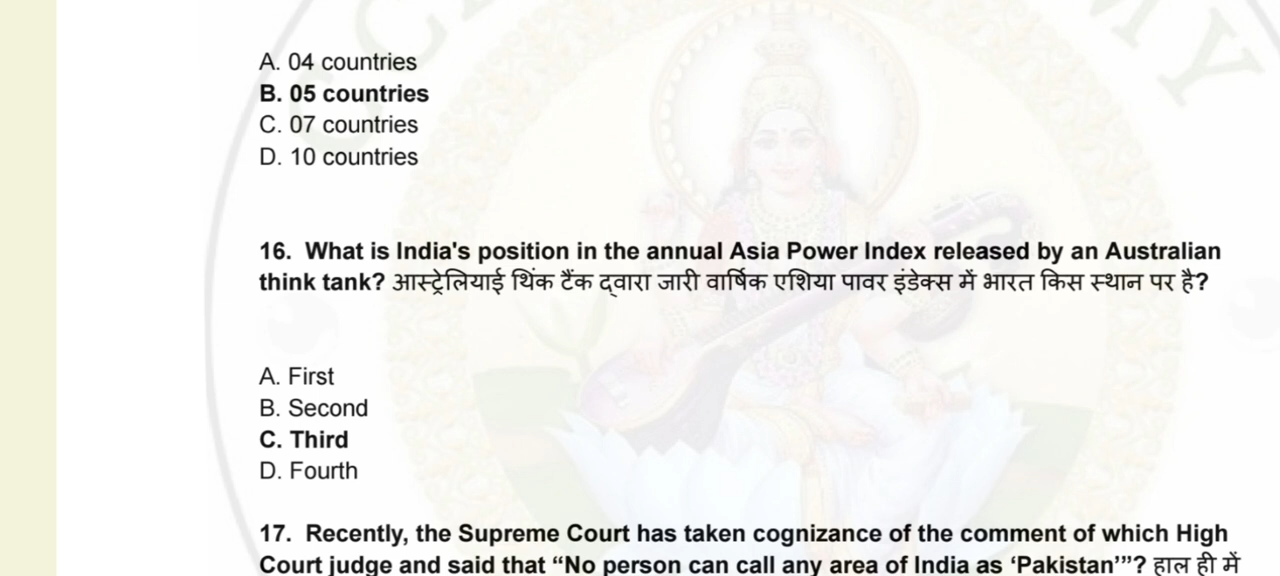 A. 04 countries
B. 05 countries
C. 07 countries
D. 10 countries
16. What is India's position in the annual Asia Power Index released by an Australian
think tank? आस्ट्रेलियाई थिंक टैंक द्वारा जारी वार्षिक एशिया पावर इंडेक्स में भारत किस स्थान पर है?
A. First
B. Second
C. Third
D. Fourth
17. Recently, the Supreme Court has taken cognizance of the comment of which High
Court judge and said that “No person can call any area of India as ‘Pakistan’”? हाल ही में